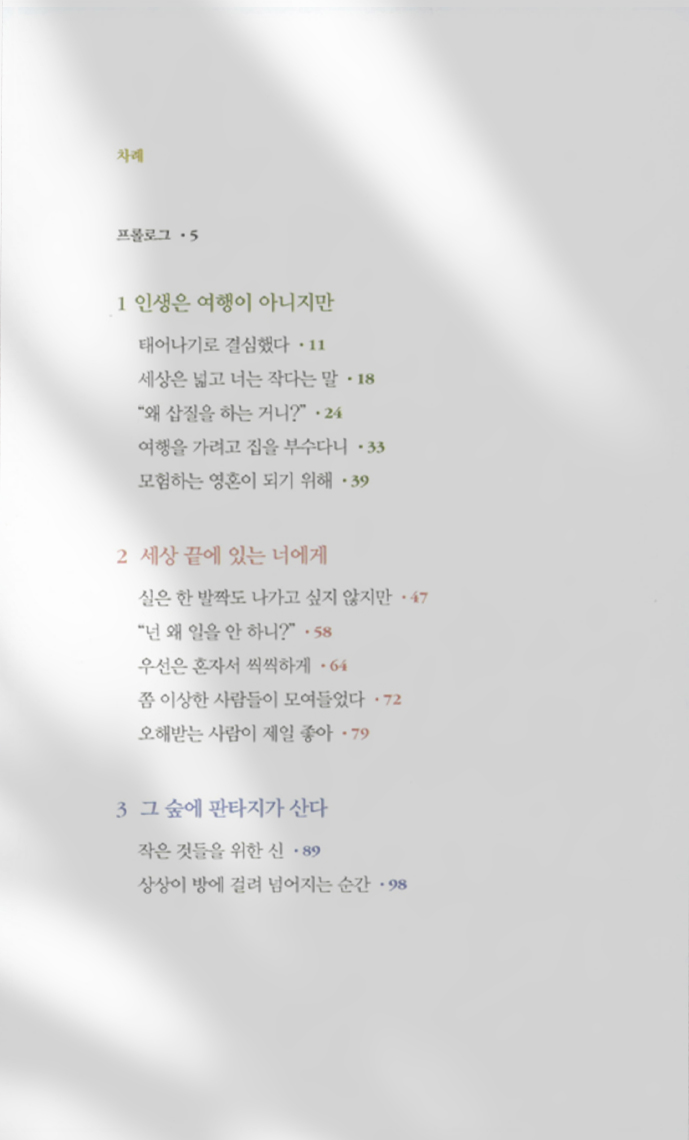 차례
프롤로그 · 5
1 인생은 여행이 아니지만
태어나기로 결심했다 · 11
세상은 넓고 너는 작다는 말 · 18
“왜 삽질을 하는 거니?” · 24
여행을 가려고 집을 부수다니 · 33
모험하는 영혼이 되기 위해 · 39
2 세상 끝에 있는 너에게
실은 한 발짝도 나가고 싶지 않지만 · 47
“넌 왜 일을 안 하니?” · 58
우선은 혼자서 씩씩하게 · 64
쫌 이상한 사람들이 모여들었다 · 72
오해받는 사람이 제일 좋아 · 79
3 그 숲에 판타지가 산다
작은 것들을 위한 신 · 89
상상이 방에 걸려 넘어지는 순간 · 98